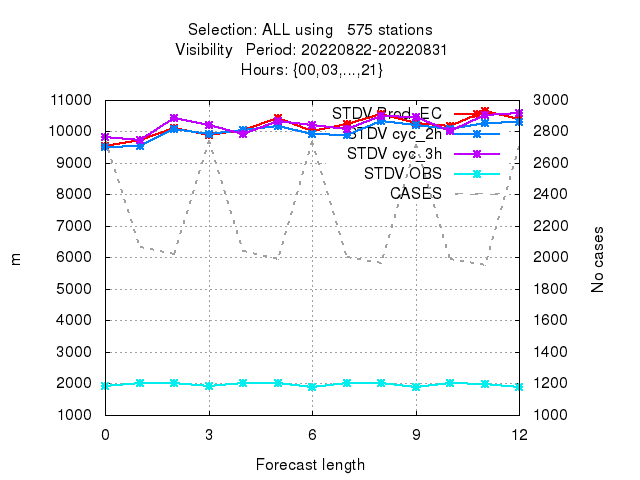 Selection: ALL using   575 stations
Visibility   Period: 20220822-20220831
Hours: {00,03,...,21}
11000
10000
9000
8000
7000
6000
5000
4000
3000
2000
1000
m
STDV Prod_EC
STDV cyc_2h
STDV cyc_3h
STDV OBS
CASES
3000
2800
2600
2400
2200
2000
1800
1600
1400
1200
1000
No cases
0 3 6 9 12
Forecast length